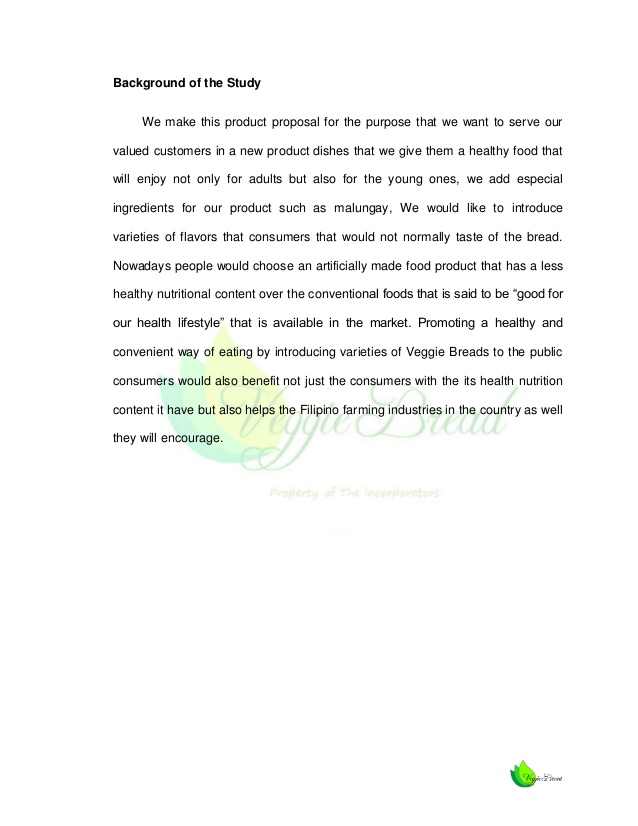 Background of the Study
We make this product proposal for the purpose that we want to serve our
valued customers in a new product dishes that we give them a healthy food that
will enjoy not only for adults but also for the young ones, we add especial
ingredients for our product such as malungay, We would like to introduce
varieties of flavors that consumers that would not normally taste of the bread.
Nowadays people would choose an artificially made food product that has a less
healthy nutritional content over the conventional foods that is said to be “good for
our health lifestyle” that is available in the market. Promoting a healthy and
convenient way of eating by introducing varieties of Veggie Breads to the public
consumers would also benefit not just the consumers with the its health nutrition
content it have but also helps the Filipino farming industries in the country as well
they will encourage.
Veggie Bread
Property of The Incorporators
Veggie Bread